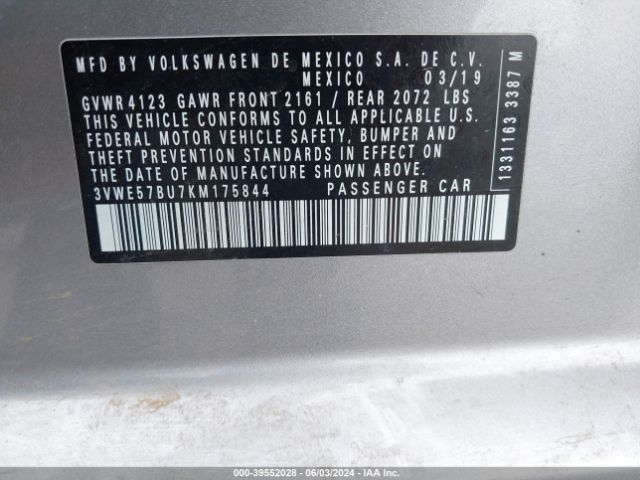 MFD BY VOLKSWAGEN DE MEXICO S.A. DE C.V.
MEXICO 03/19
GVWR 4123 GAWR FRONT 2161 / REAR 2072 LBS
THIS VEHICLE CONFORMS TO ALL APPLICABLE U.S.
FEDERAL MOTOR VEHICLE SAFETY, BUMPER AND
THEFT PREVENTION STANDARDS IN EFFECT ON
THE DATE OF MANUFACTURE SHOWN ABOVE.
3VWE57BU7KM175844 PASSENGER CAR
1331163 3387 M
000-39552028 - 06/03/2024 - IAA Inc.